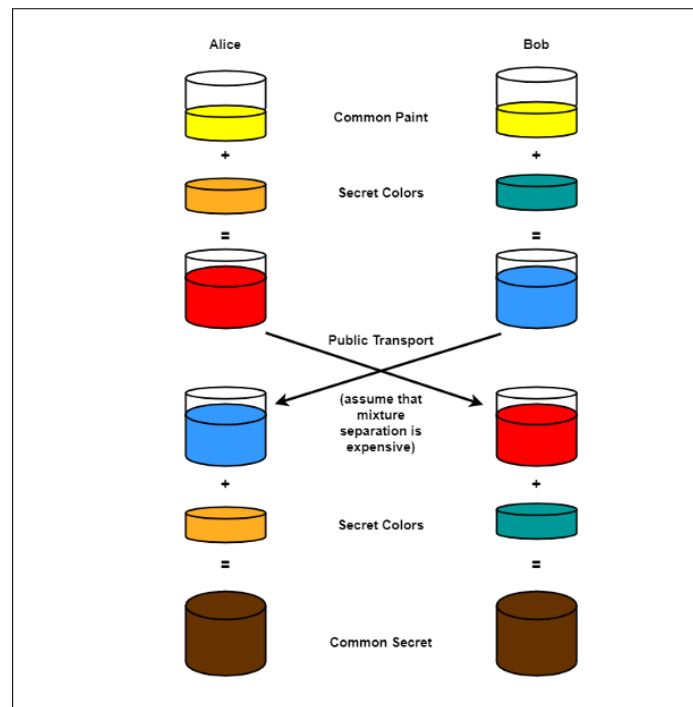 Alice Bob
Common Paint
+ +
Secret Colors
= =
Public Transport
(assume that
mixture
separation is
expensive)
+ +
Secret Colors
= =
Common Secret